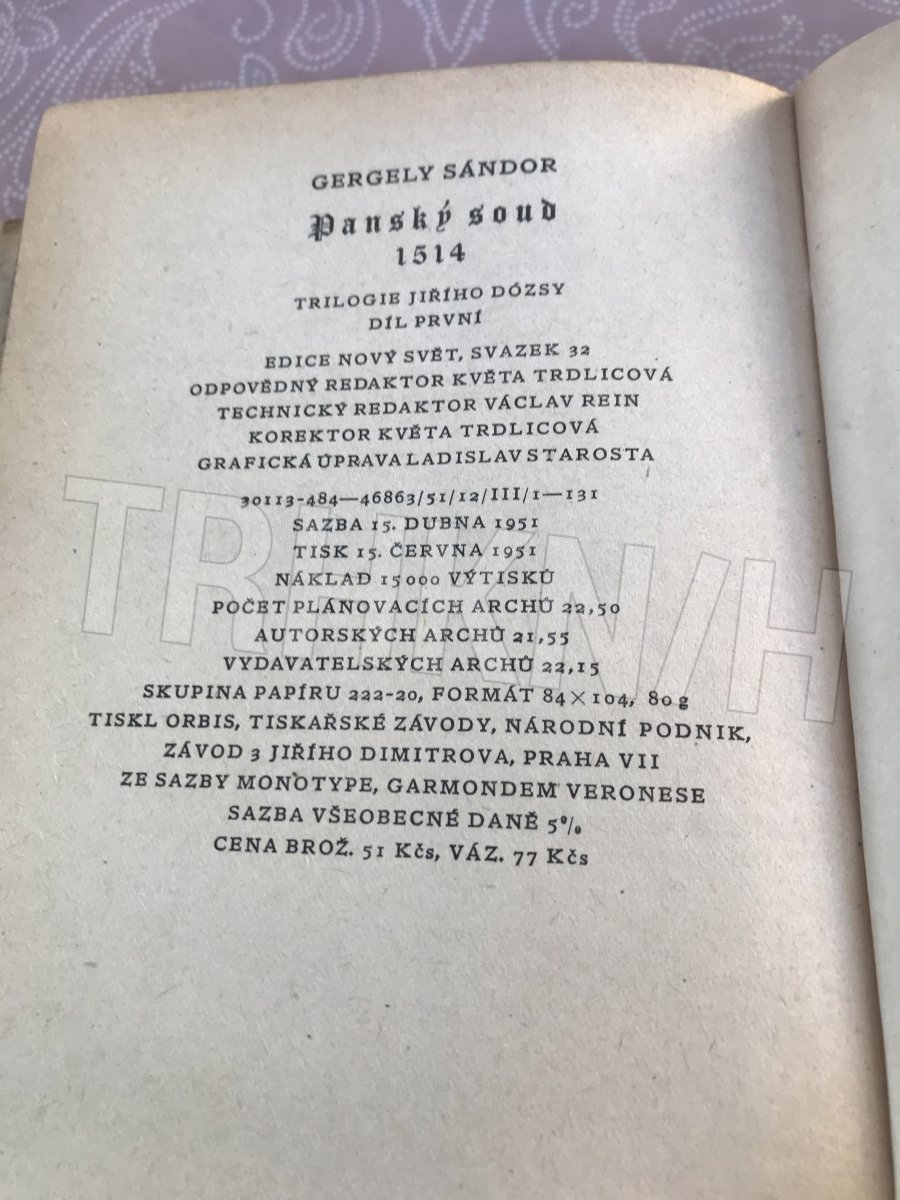 GERGELY SÁNDOR
Panský soud
1514
TRILOGIE JIŘÍHO DÓZSY
DÍL PRVNÍ
EDICE NOVÝ SVĚT, SVAZEK 32
ODPOVĚDNÝ REDAKTOR KVĚTA TRDLICOVÁ
TECHNICKÝ REDAKTOR VÁCLAV REIN
KOREKTOR KVĚTA TRDLICOVÁ
GRAFICKÁ ÚPRAVA LADISLAV STAROSTA
30113-484—46863/51/12/III/1—131
SAZBA 15. DUBNA 1951
TISK 15. ČERVNA 1951
NÁKLAD 15000 VÝTISKŮ
POČET PLÁNOVACÍCH ARCHŮ 22,50
AUTORSKÝCH ARCHŮ 21,55
VYDAVATELSKÝCH ARCHŮ 22,15
SKUPINA PAPÍRU 222-20, FORMÁT 84×104, 80 g
TISKL ORBIS, TISKAŘSKÉ ZÁVODY, NÁRODNÍ PODNIK,
ZÁVOD 3 JIŘÍHO DIMITROVA, PRAHA VII
ZE SAZBY MONOTYPE, GARMONDEM VERONESE
SAZBA VŠEOBECNÉ DANĚ 5%
CENA BROŽ. 51 Kčs, VÁZ. 77 Kčs